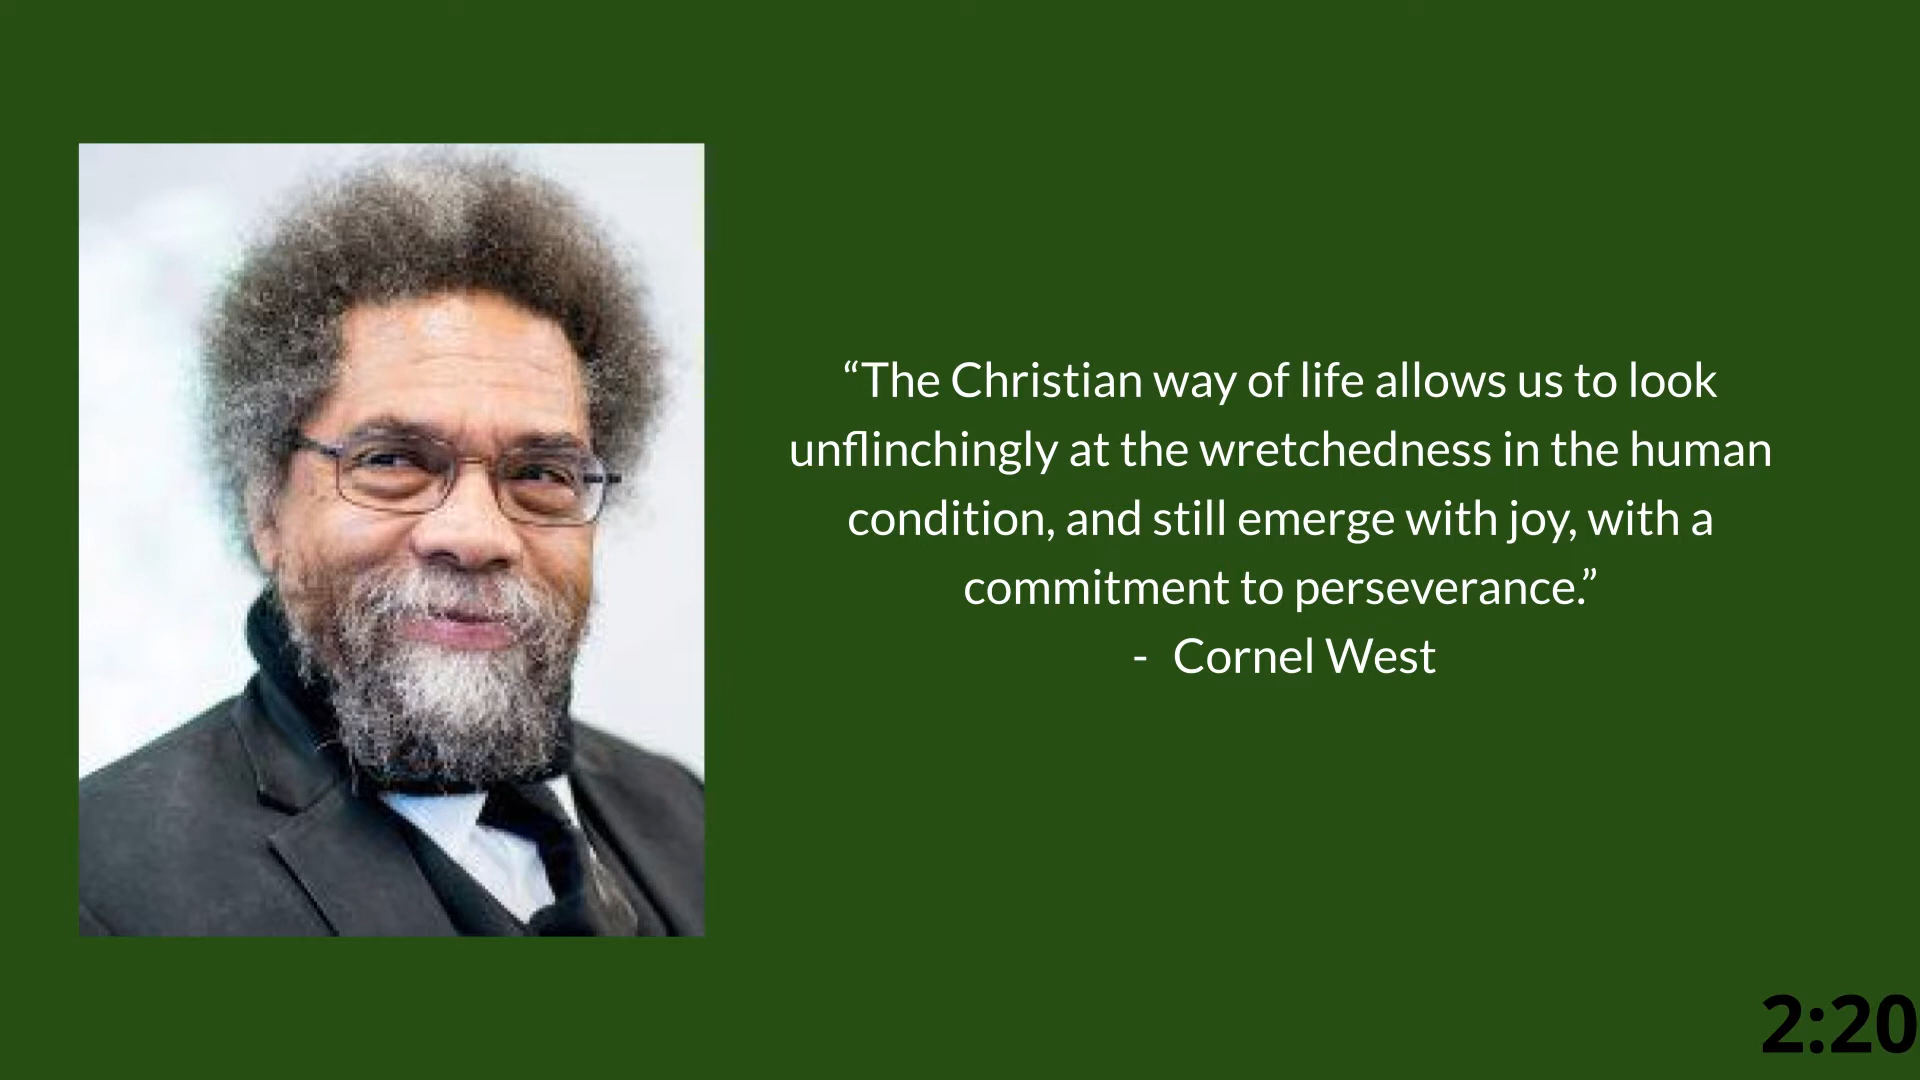 “The Christian way of life allows us to look
unflinchingly at the wretchedness in the human
condition, and still emerge with joy, with a
commitment to perseverance.”
- Cornel West
2:20